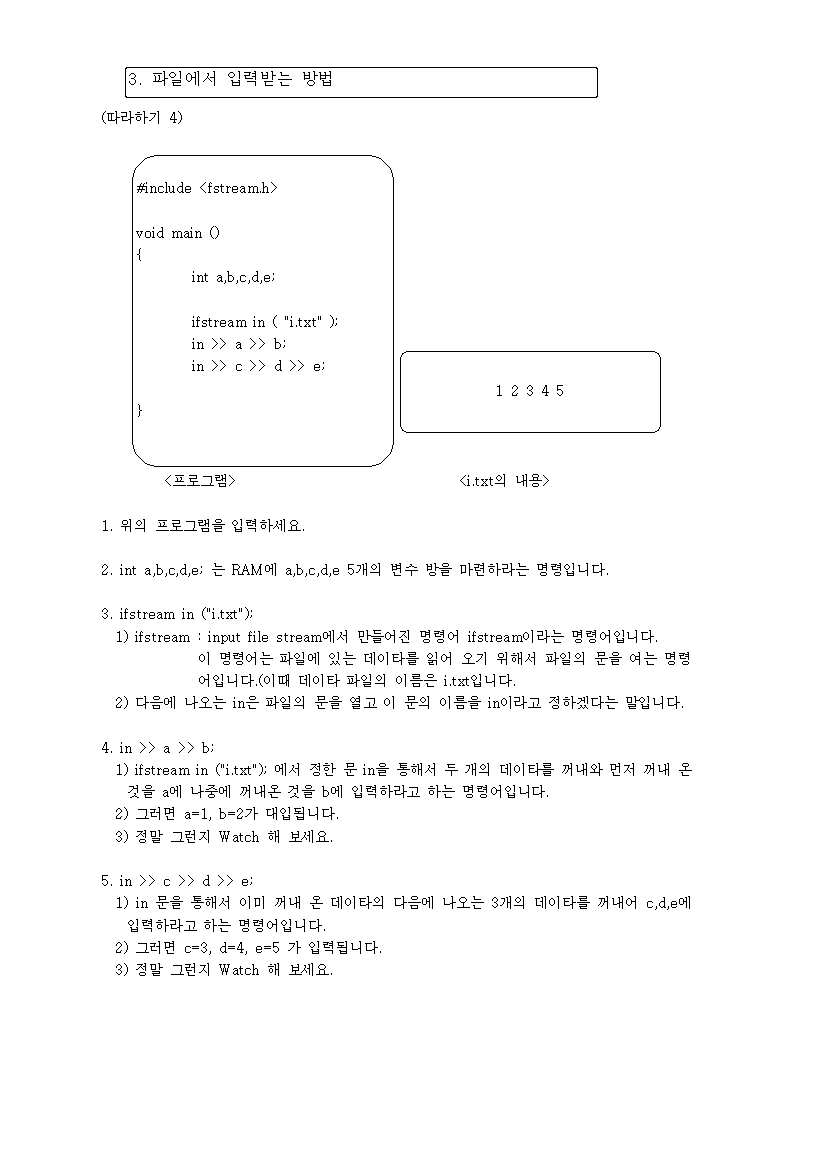 3. 파일에서 입력받는 방법
(따라하기 4)
#include <fstream.h>
void main ()
{
int a,b,c,d,e;
ifstream in ( "i.txt" );
in >> a >> b;
in >> c >> d >> e;
}
1 2 3 4 5
<프로그램> <i.txt의 내용>
1. 위의 프로그램을 입력하세요.
2. int a,b,c,d,e; 는 RAM에 a,b,c,d,e 5개의 변수 방을 마련하라는 명령입니다.
3. ifstream in ("i.txt");
1) ifstream : input file stream에서 만들어진 명령어 ifstream이라는 명령어입니다.
이 명령어는 파일에 있는 데이타를 읽어 오기 위해서 파일의 문을 여는 명령
어입니다.(이때 데이타 파일의 이름은 i.txt입니다.
2) 다음에 나오는 in은 파일의 문을 열고 이 문의 이름을 in이라고 정하겠다는 말입니다.
4. in >> a >> b;
1) ifstream in ("i.txt"); 에서 정한 문 in을 통해서 두 개의 데이타를 꺼내와 먼저 꺼내 온
것을 a에 나중에 꺼내온 것을 b에 입력하라고 하는 명령어입니다.
2) 그러면 a=1, b=2가 대입됩니다.
3) 정말 그런지 Watch 해 보세요.
5. in >> c >> d >> e;
1) in 문을 통해서 이미 꺼내 온 데이타의 다음에 나오는 3개의 데이타를 꺼내어 c,d,e에
입력하라고 하는 명령어입니다.
2) 그러면 c=3, d=4, e=5 가 입력됩니다.
3) 정말 그런지 Watch 해 보세요.